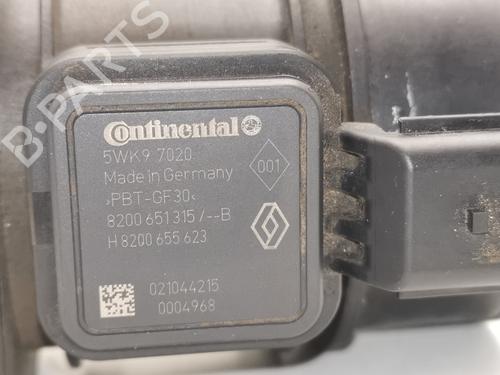 Continental
5WK9 7020
Made in Germany
001
›PBT-GF30‹
8200 651 315 /--B
H 8200 655 623
021044215
0004968
B-PARTS